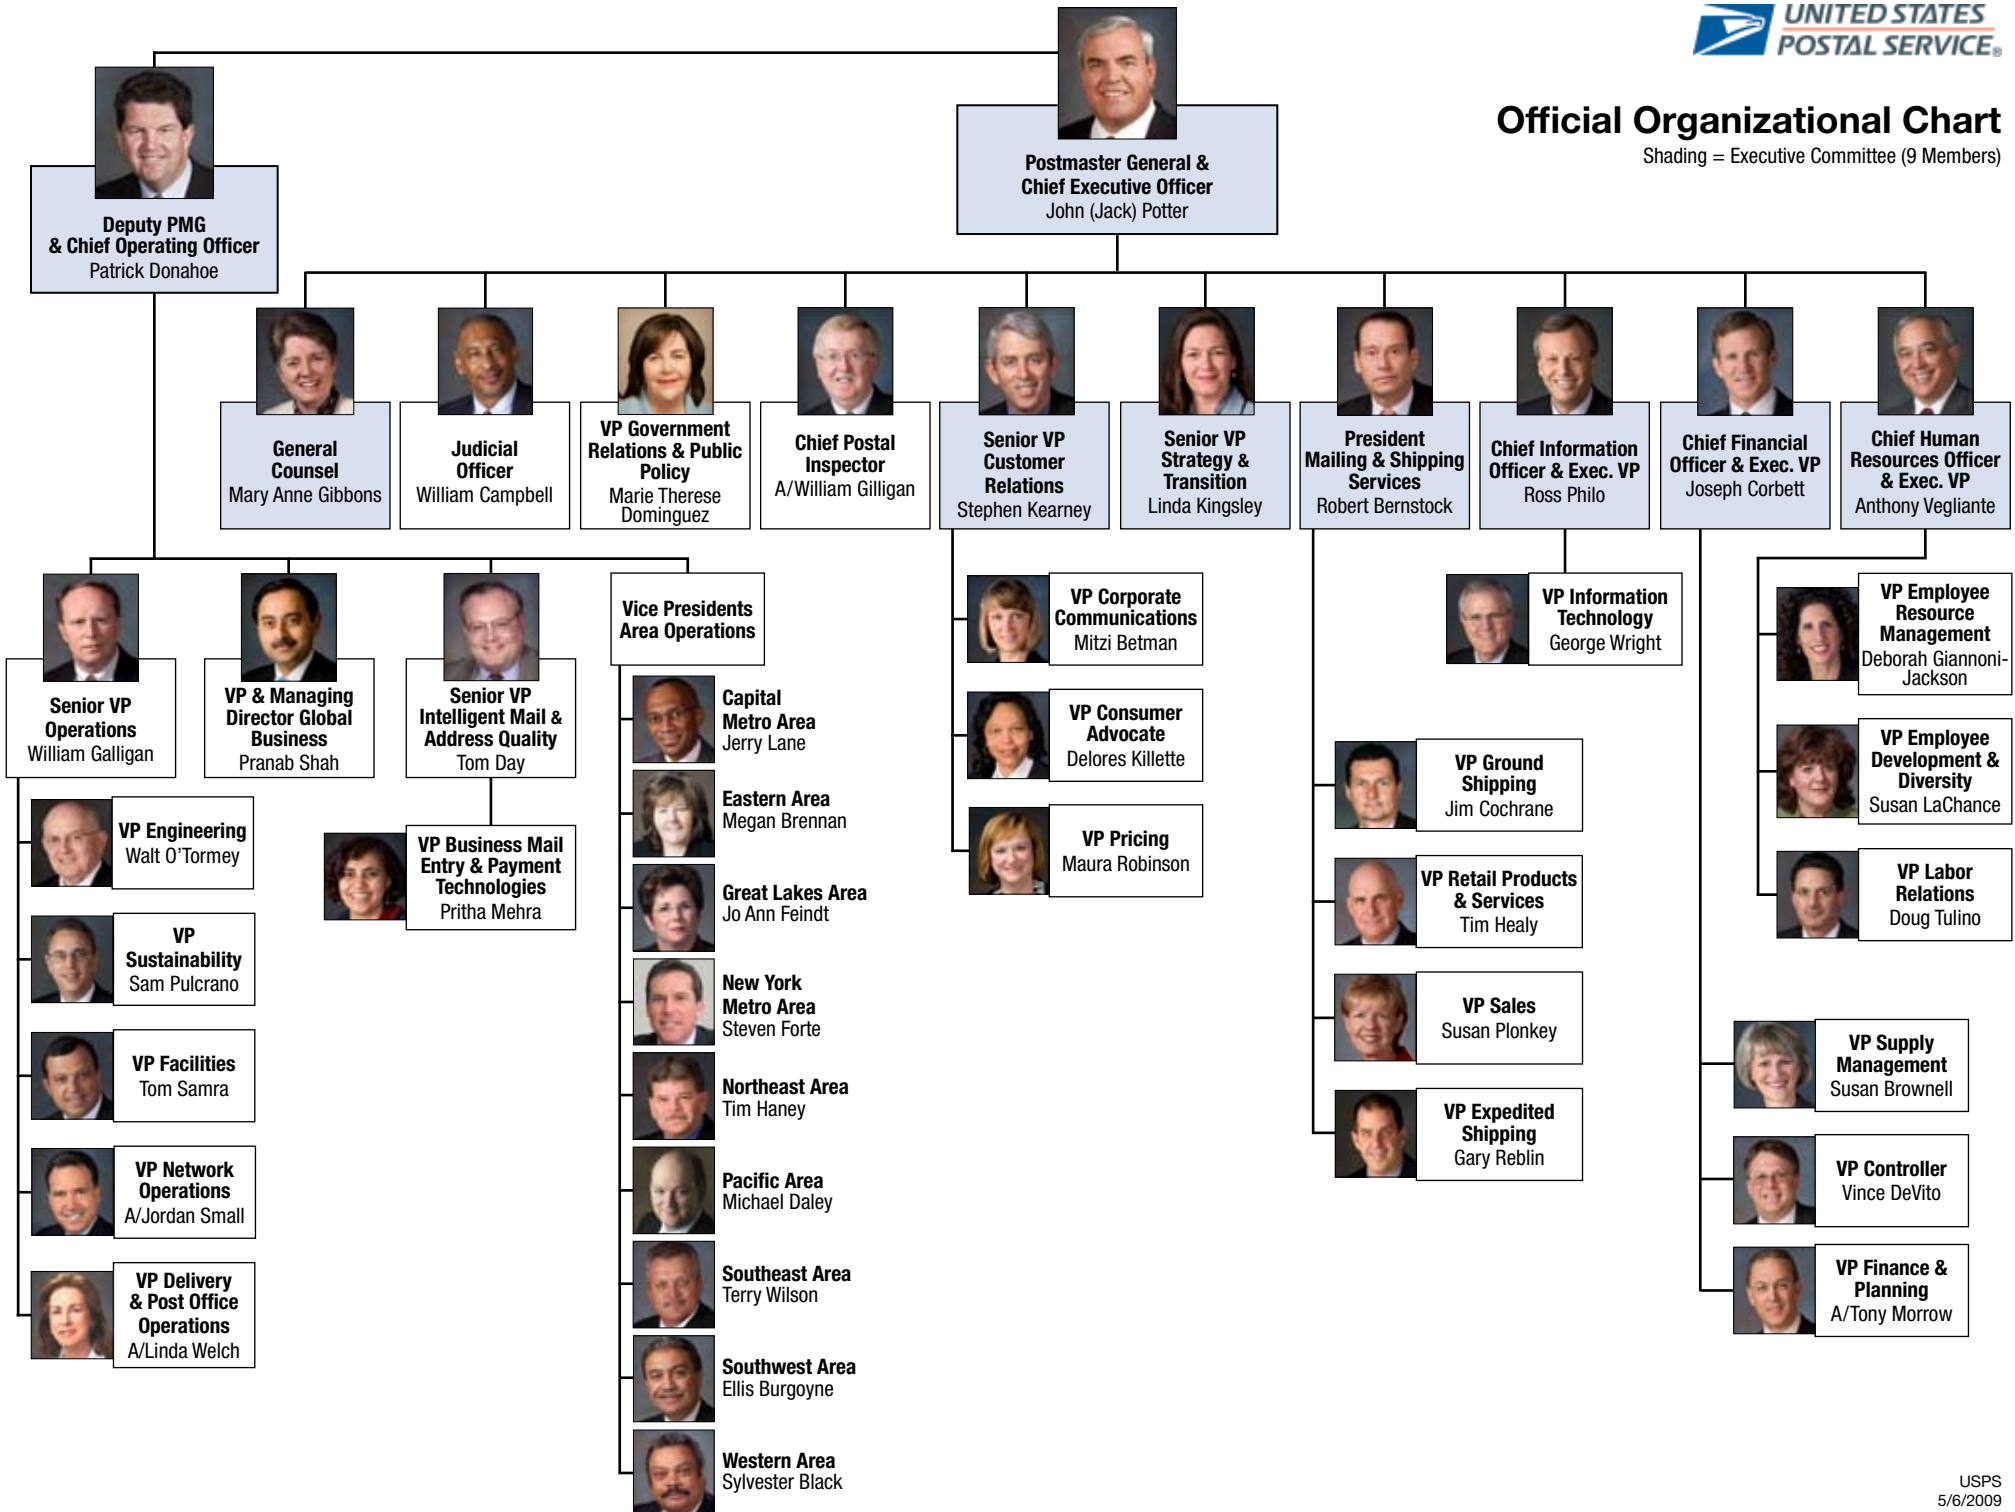 UNITED STATES
POSTAL SERVICE®
Official Organizational Chart
Shading = Executive Committee (9 Members)
Postmaster General &
Chief Executive Officer
John (Jack) Potter
Deputy PMG
& Chief Operating Officer
Patrick Donahoe
General
Counsel
Mary Anne Gibbons
Judicial
Officer
William Campbell
VP Government
Relations & Public
Policy
Marie Therese
Dominguez
Chief Postal
Inspector
A/William Gilligan
Senior VP
Customer
Relations
Stephen Kearney
Senior VP
Strategy &
Transition
Linda Kingsley
President
Mailing & Shipping
Services
Robert Bernstock
Chief Information
Officer & Exec. VP
Ross Philo
Chief Financial
Officer & Exec. VP
Joseph Corbett
Chief Human
Resources Officer
& Exec. VP
Anthony Vegliante
Senior VP
Operations
William Galligan
VP & Managing
Director Global
Business
Pranab Shah
Senior VP
Intelligent Mail &
Address Quality
Tom Day
Vice Presidents
Area Operations
VP Engineering
Walt O'Tormey
VP
Sustainability
Sam Pulcrano
VP Facilities
Tom Samra
VP Network
Operations
A/Jordan Small
VP Delivery
& Post Office
Operations
A/Linda Welch
VP Business Mail
Entry & Payment
Technologies
Pritha Mehra
Capital
Metro Area
Jerry Lane
Eastern Area
Megan Brennan
Great Lakes Area
Jo Ann Feindt
New York
Metro Area
Steven Forte
Northeast Area
Tim Haney
Pacific Area
Michael Daley
Southeast Area
Terry Wilson
Southwest Area
Ellis Burgoyne
Western Area
Sylvester Black
VP Corporate
Communications
Mitzi Betman
VP Consumer
Advocate
Delores Killette
VP Pricing
Maura Robinson
VP Ground
Shipping
Jim Cochrane
VP Retail Products
& Services
Tim Healy
VP Sales
Susan Plonkey
VP Expedited
Shipping
Gary Reblin
VP Information
Technology
George Wright
VP Supply
Management
Susan Brownell
VP Controller
Vince DeVito
VP Finance &
Planning
A/Tony Morrow
VP Employee
Resource
Management
Deborah Giannoni-
Jackson
VP Employee
Development &
Diversity
Susan LaChance
VP Labor
Relations
Doug Tulino
USPS
5/6/2009